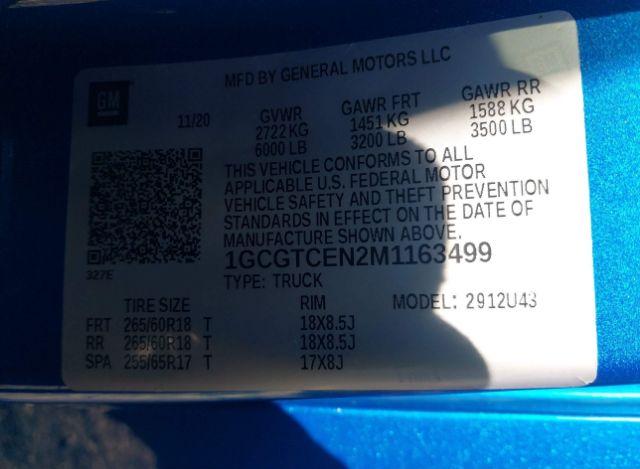 MFD BY GENERAL MOTORS LLC
GM
11/20
GVWR GAWR FRT GAWR RR
2722 KG 1451 KG 1588 KG
6000 LB 3200 LB 3500 LB
THIS VEHICLE CONFORMS TO ALL
APPLICABLE U.S. FEDERAL MOTOR
VEHICLE SAFETY AND THEFT PREVENTION
STANDARDS IN EFFECT ON THE DATE OF
MANUFACTURE SHOWN ABOVE.
327E
1GCGTCEN2M1163499
TYPE: TRUCK
TIRE SIZE RIM MODEL: 2912U43
FRT 265/60R18 T 18X8.5J
RR 265/60R18 T 18X8.5J
SPA 255/65R17 T 17X8J